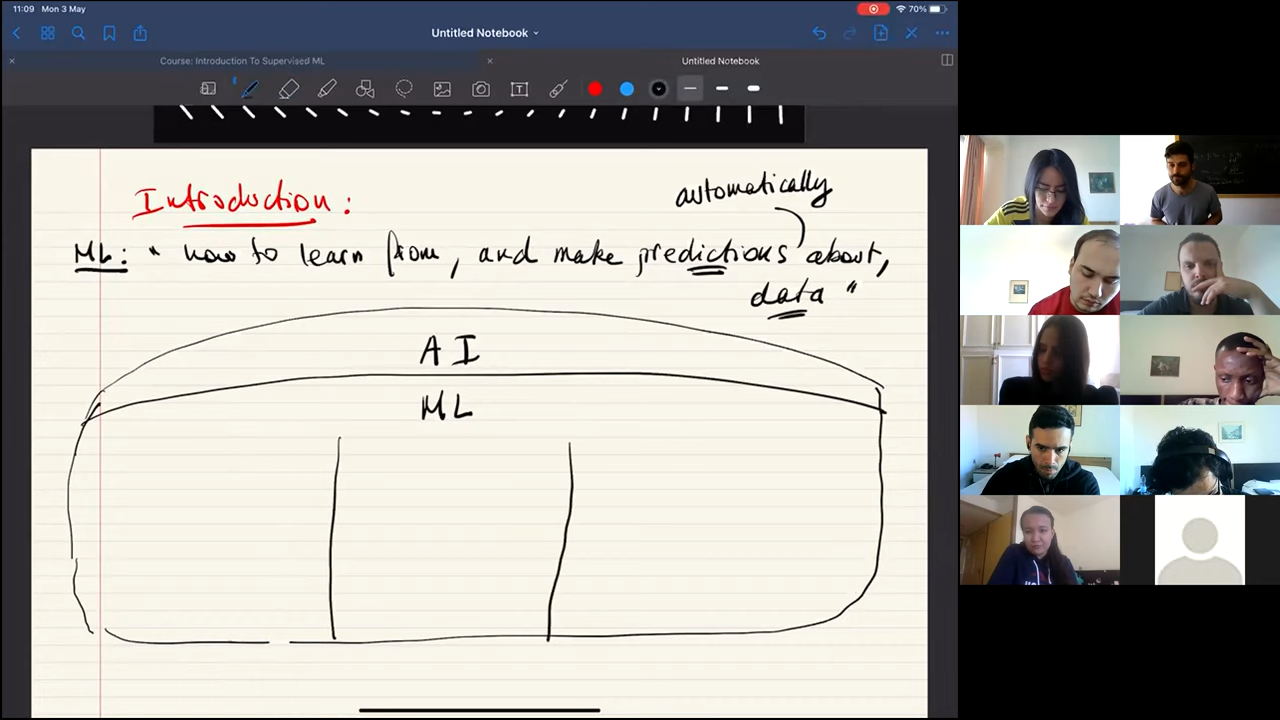 11:09 Mon 3 May
70%
Untitled Notebook
Course: Introduction To Supervised ML
Untitled Notebook
Introduction:
automatically
ML: " how to learn from, and make predictions about,
data "
AI
ML